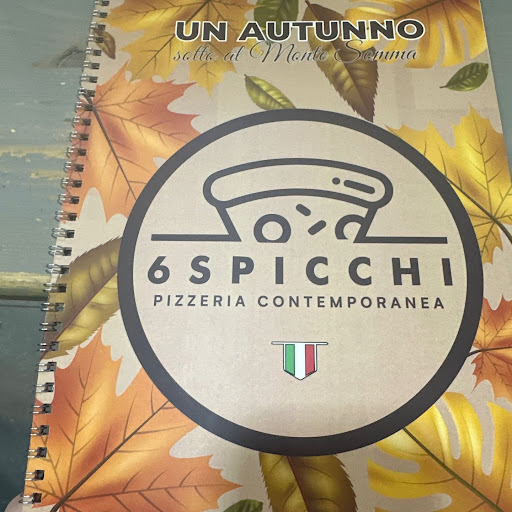 UN AUTUNNO
sotto al Monte Somma
6SPICCHI
PIZZERIA CONTEMPORANEA